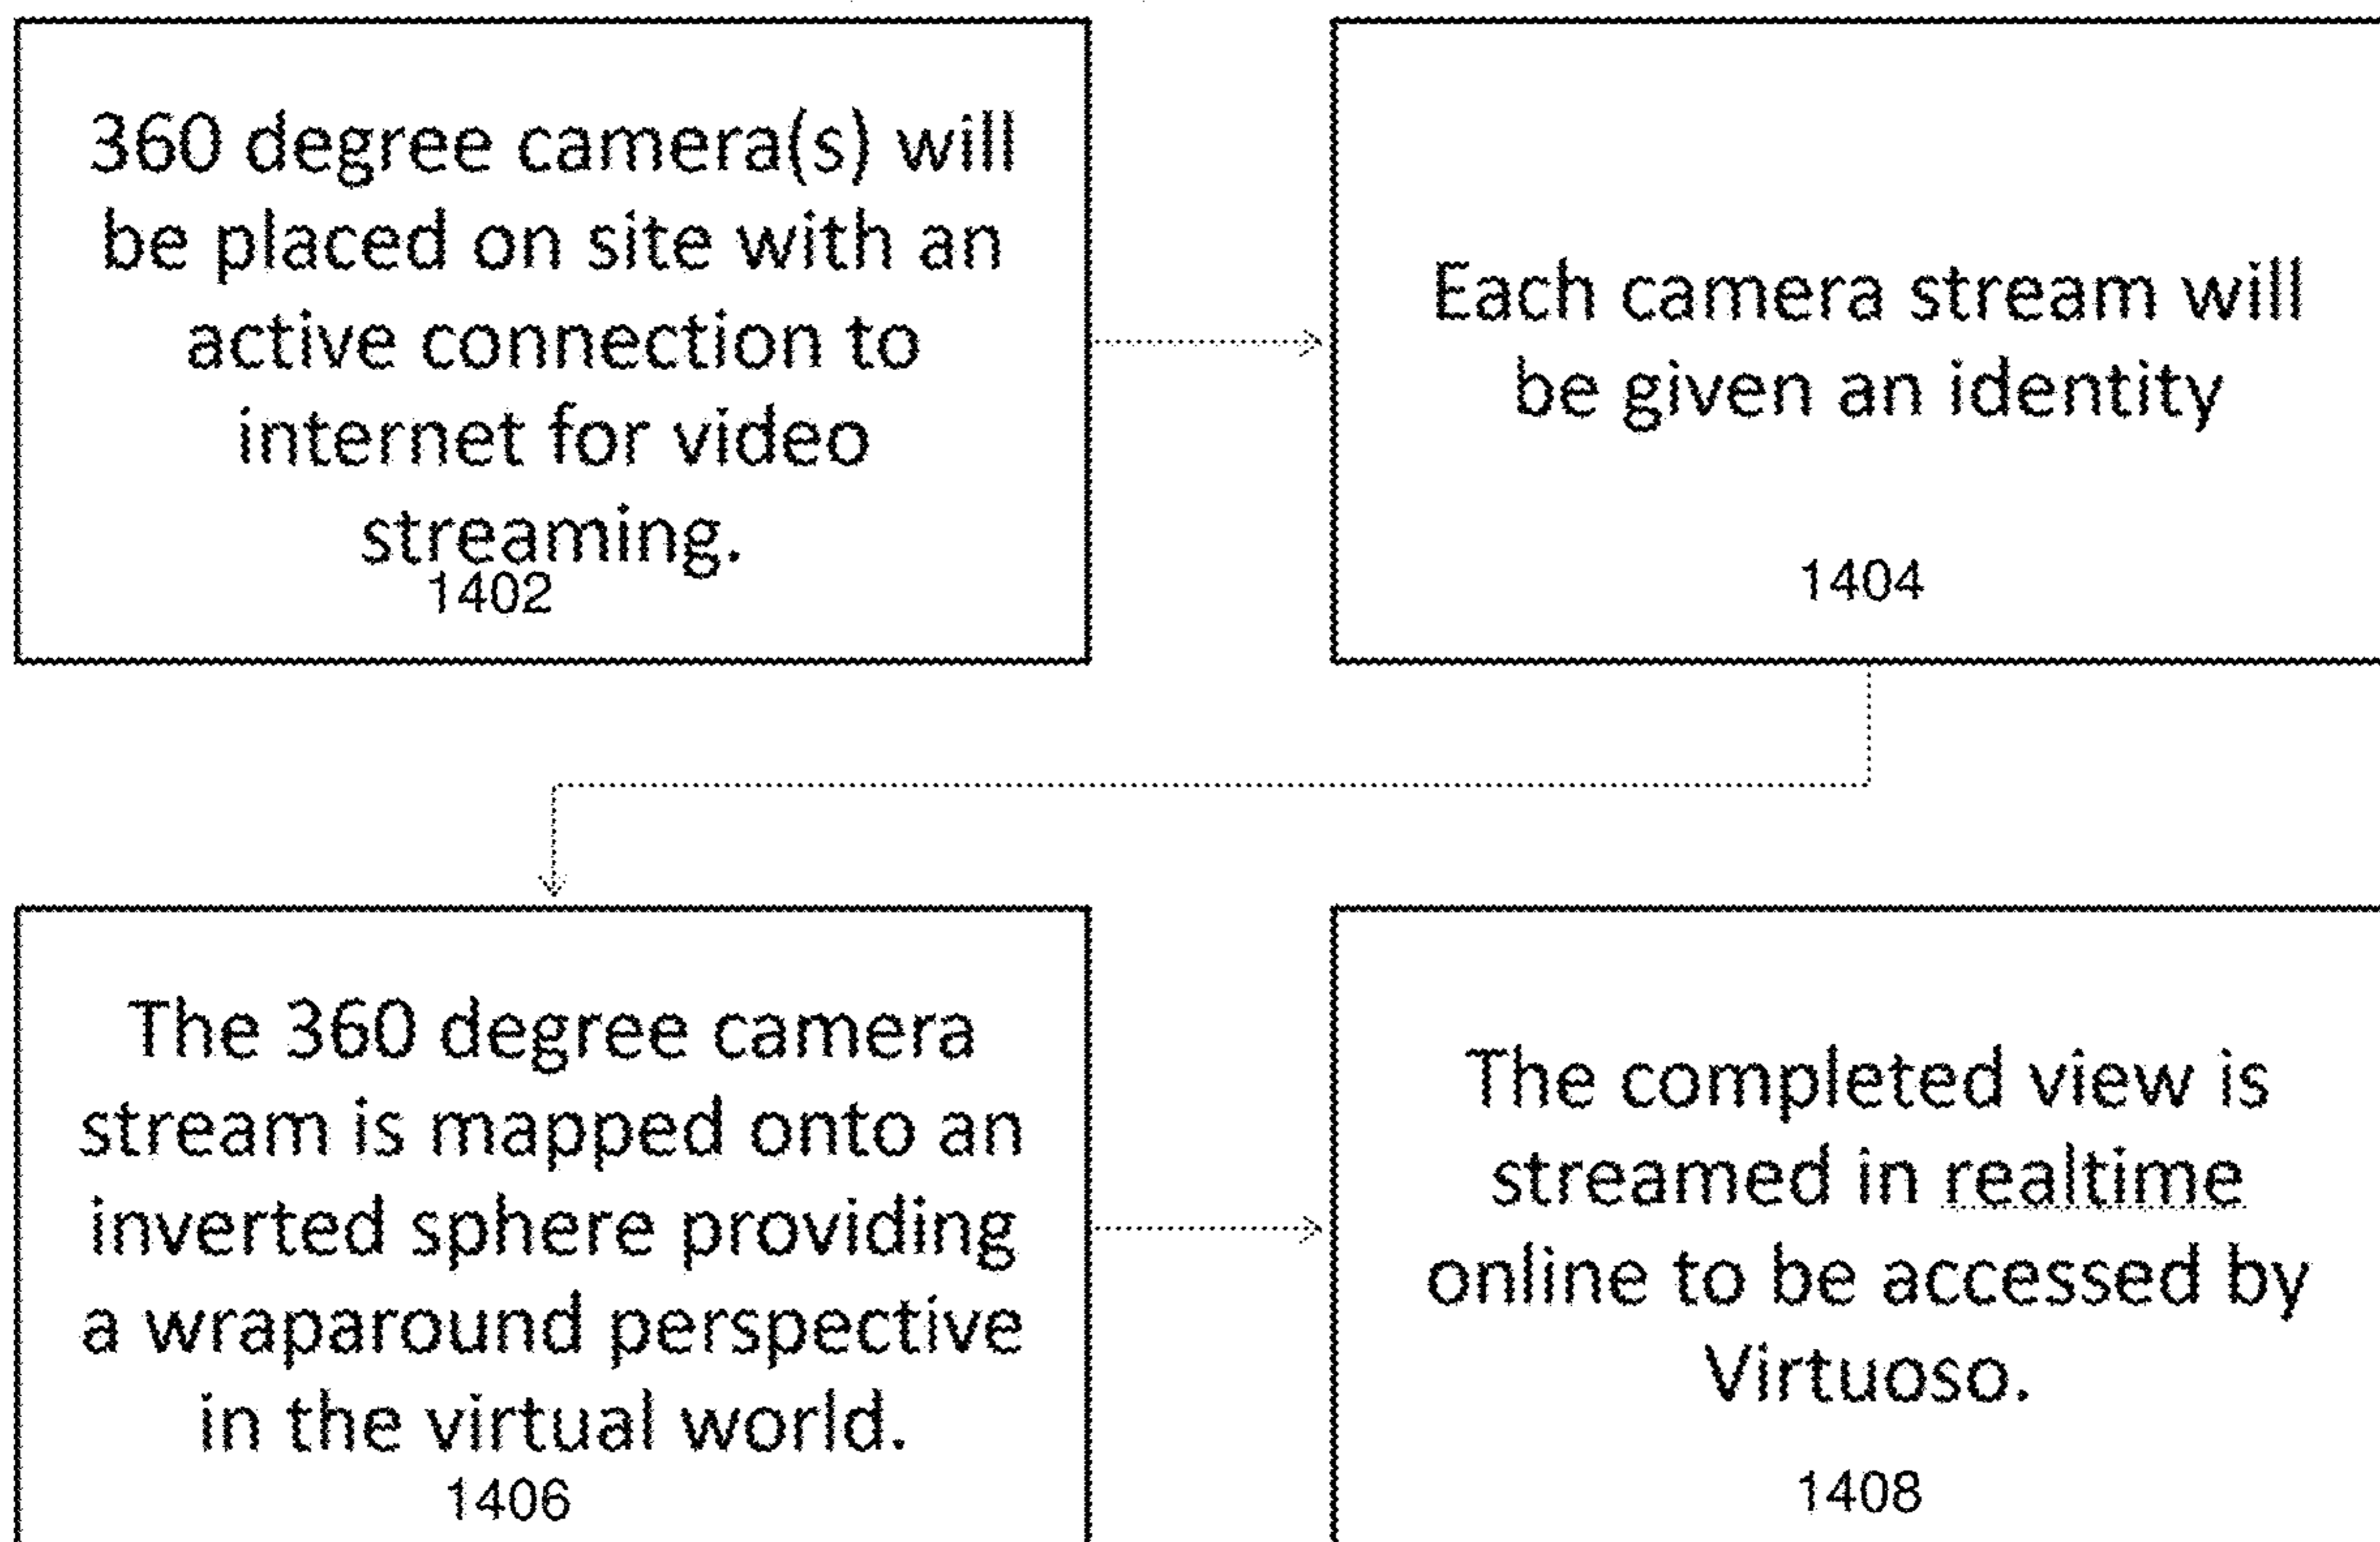 360 degree camera(s) will
be placed on site with an
active connection to
internet for video
streaming.
1402
Each camera stream will
be given an identity
1404
The 360 degree camera
stream is mapped onto an
inverted sphere providing
a wraparound perspective
in the virtual world.
1406
The completed view is
streamed in realtime
online to be accessed by
Virtuoso.
1408